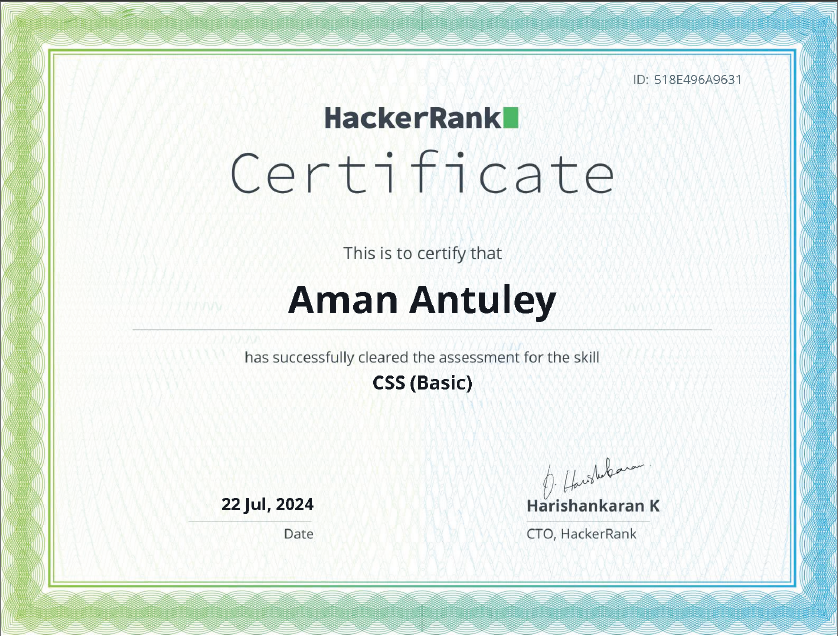 ID: 518E496A9631
HackerRank
Certificate
This is to certify that
Aman Antuley
has successfully cleared the assessment for the skill
CSS (Basic)
22 Jul, 2024
Date
Harishankaran K
CTO, HackerRank